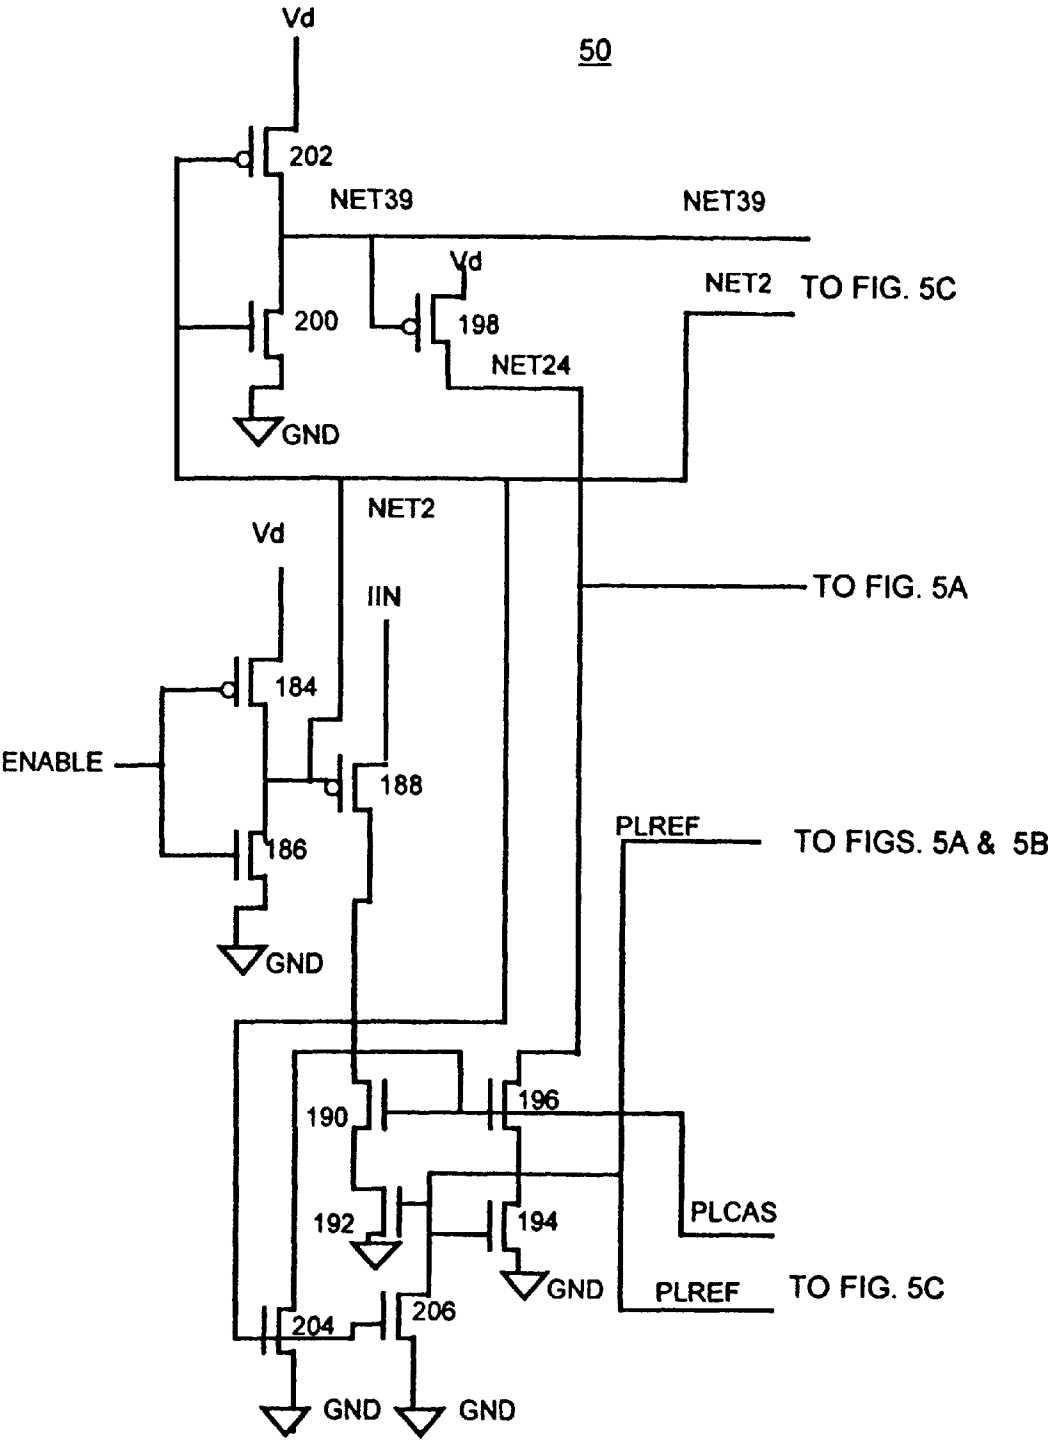 Vd
50
202
NET39
NET39
Vd
NET2
TO FIG. 5C
200
198
NET24
GND
NET2
Vd
TO FIG. 5A
IIN
184
ENABLE
188
PLREF
TO FIGS. 5A & 5B
186
GND
190
196
192
194
PLCAS
GND
PLREF
TO FIG. 5C
204
206
GND
GND